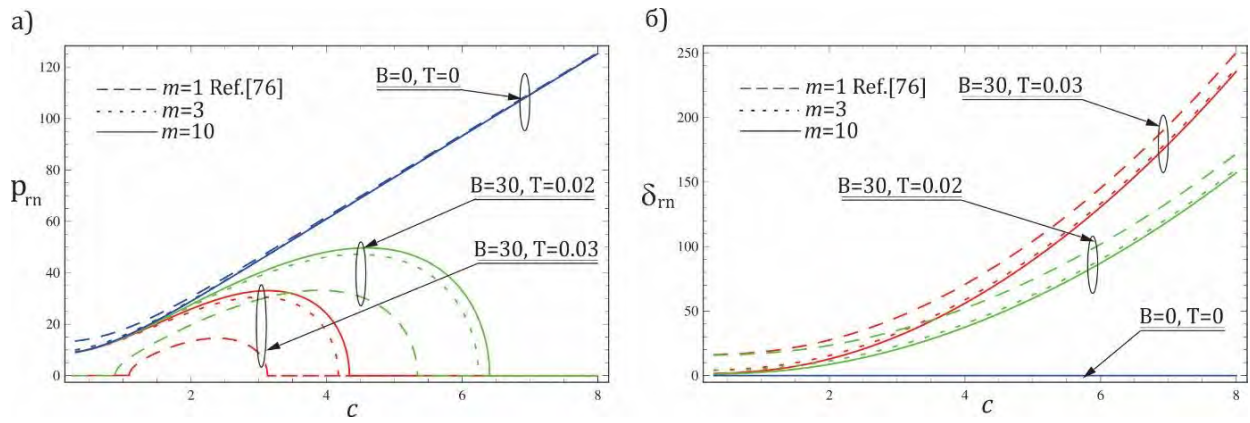 а)
B=0, T=0
m=1 Ref.[76]
m=3
m=10
B=30, T=0.02
B=30, T=0.03
p_rn
120
100
80
60
40
20
0
0 2 4 6 8
c
б)
m=1 Ref.[76]
m=3
m=10
B=30, T=0.03
B=30, T=0.02
B=0, T=0
δ_rn
250
200
150
100
50
0
0 2 4 6 8
c